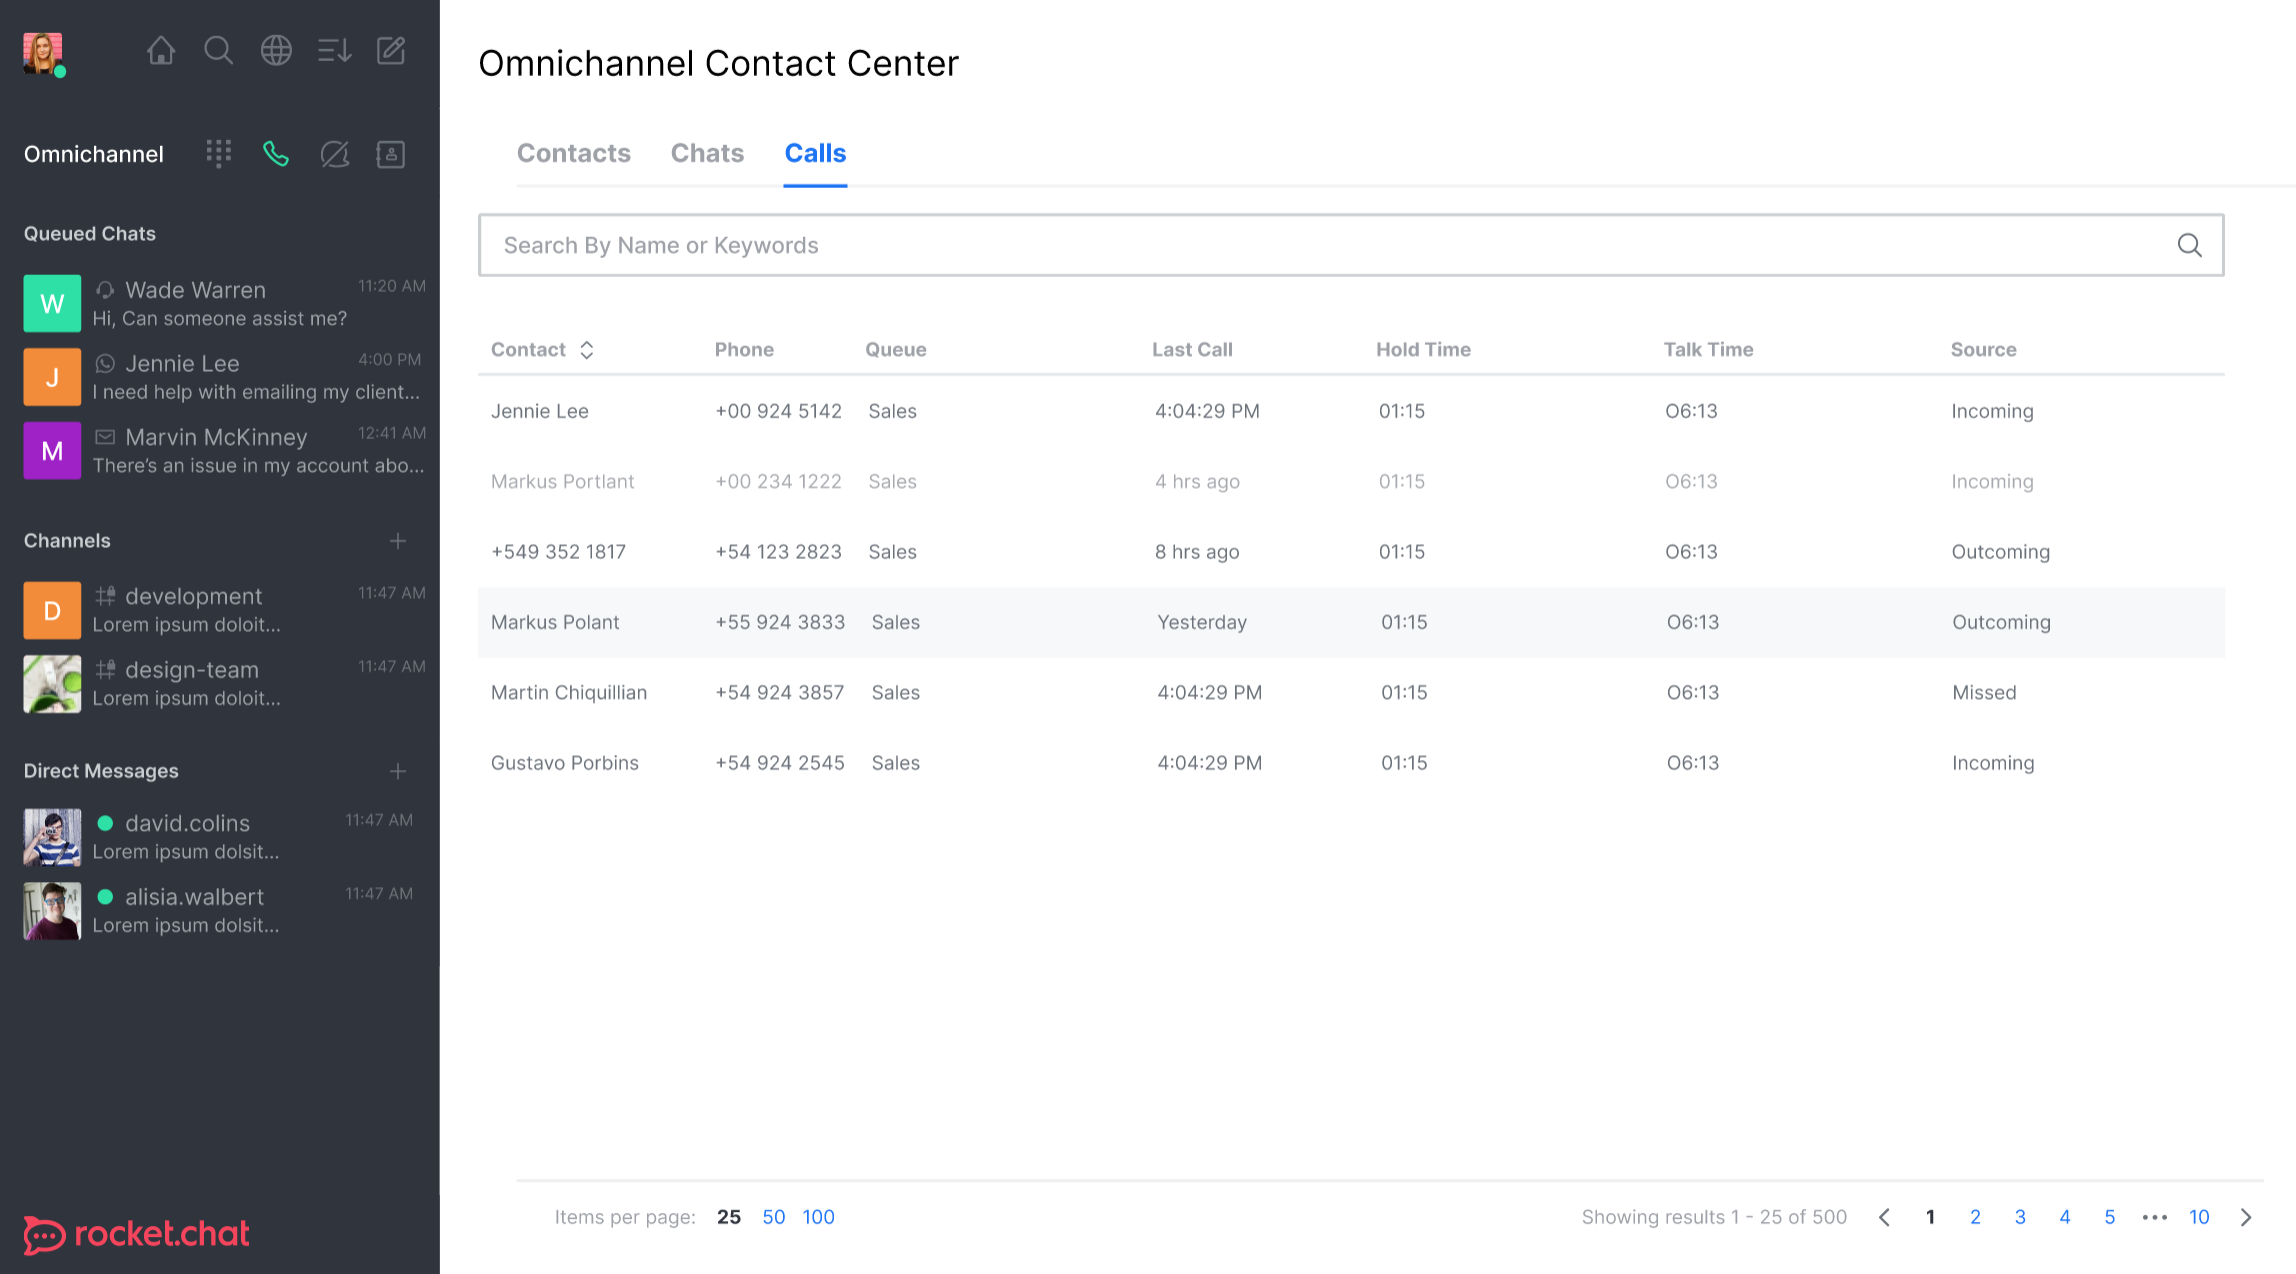 Omnichannel
Queued Chats
W
Wade Warren 11:20 AM
Hi, Can someone assist me?
J
Jennie Lee 4:00 PM
I need help with emailing my client...
M
Marvin McKinney 12:41 AM
There's an issue in my account abo...
Channels
D
development 11:47 AM
Lorem ipsum doloit...
design-team 11:47 AM
Lorem ipsum doloit...
Direct Messages
david.colins 11:47 AM
Lorem ipsum dolsit...
alisia.walbert 11:47 AM
Lorem ipsum dolsit...
rocket.chat
Omnichannel Contact Center
Contacts Chats Calls
Search By Name or Keywords
Contact Phone Queue Last Call Hold Time Talk Time Source
Jennie Lee +00 924 5142 Sales 4:04:29 PM 01:15 O6:13 Incoming
Markus Portlant +00 234 1222 Sales 4 hrs ago 01:15 O6:13 Incoming
+549 352 1817 +54 123 2823 Sales 8 hrs ago 01:15 O6:13 Outcoming
Markus Polant +55 924 3833 Sales Yesterday 01:15 O6:13 Outcoming
Martin Chiquillian +54 924 3857 Sales 4:04:29 PM 01:15 O6:13 Missed
Gustavo Porbins +54 924 2545 Sales 4:04:29 PM 01:15 O6:13 Incoming
Items per page: 25 50 100
Showing results 1 - 25 of 500 1 2 3 4 5 ••• 10